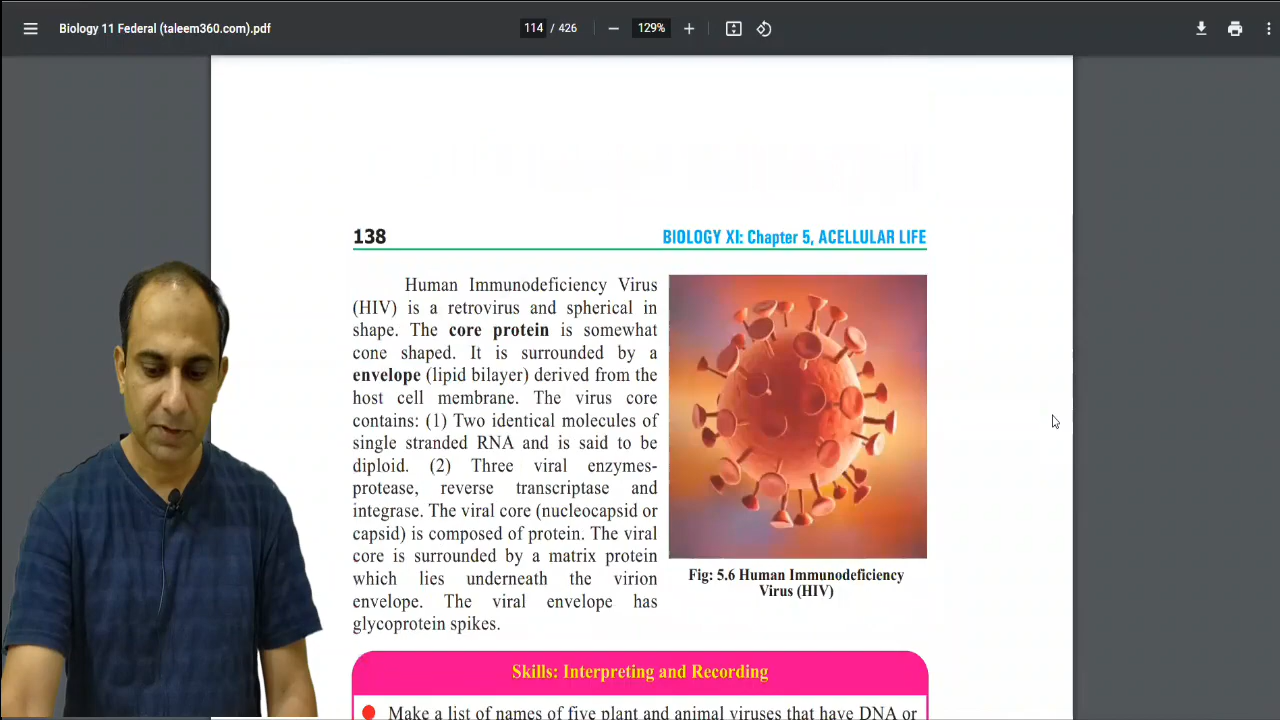 Biology 11 Federal (taleem360.com).pdf
114 / 426
129%
138
BIOLOGY XI: Chapter 5, ACELLULAR LIFE
Human Immunodeficiency Virus
(HIV) is a retrovirus and spherical in
shape. The core protein is somewhat
cone shaped. It is surrounded by a
envelope (lipid bilayer) derived from the
host cell membrane. The virus core
contains: (1) Two identical molecules of
single stranded RNA and is said to be
diploid. (2) Three viral enzymes-
protease, reverse transcriptase and
integrase. The viral core (nucleocapsid or
capsid) is composed of protein. The viral
core is surrounded by a matrix protein
which lies underneath the virion
envelope. The viral envelope has
glycoprotein spikes.
Fig: 5.6 Human Immunodeficiency
Virus (HIV)
Skills: Interpreting and Recording
Make a list of names of five plant and animal viruses that have DNA or